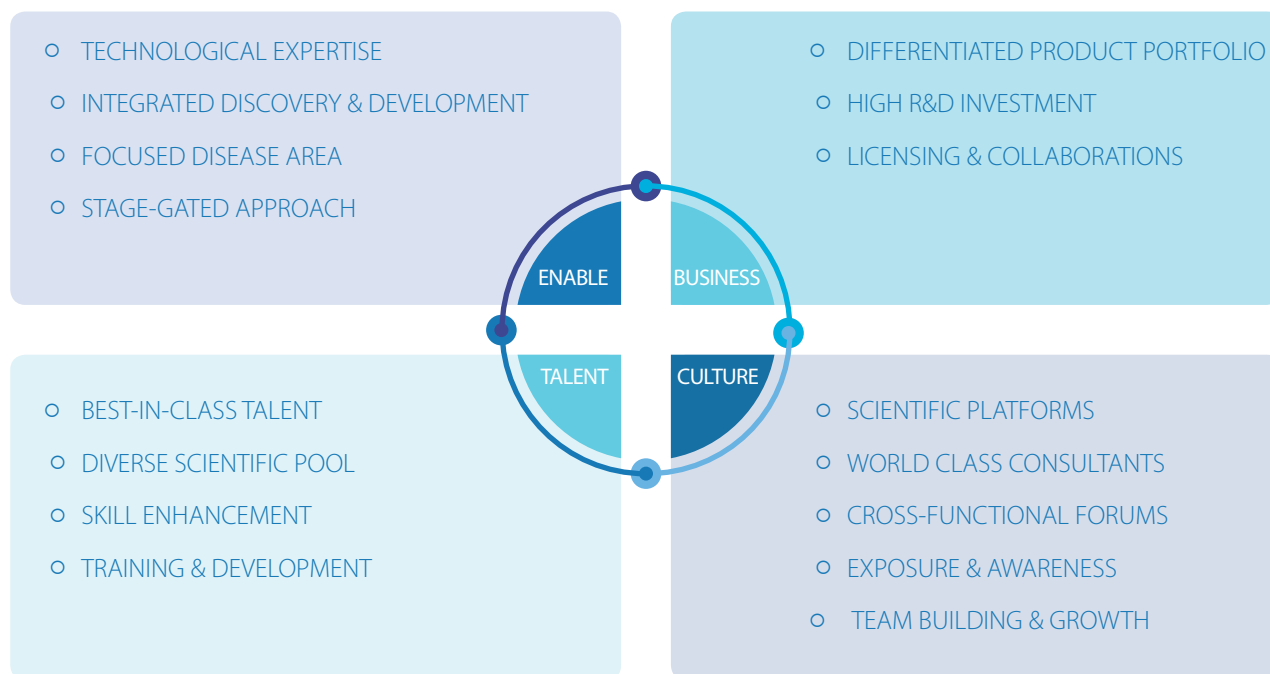 TECHNOLOGICAL EXPERTISE
INTEGRATED DISCOVERY & DEVELOPMENT
FOCUSED DISEASE AREA
STAGE-GATED APPROACH
ENABLE
DIFFERENTIATED PRODUCT PORTFOLIO
HIGH R&D INVESTMENT
LICENSING & COLLABORATIONS
BUSINESS
TALENT
BEST-IN-CLASS TALENT
DIVERSE SCIENTIFIC POOL
SKILL ENHANCEMENT
TRAINING & DEVELOPMENT
CULTURE
SCIENTIFIC PLATFORMS
WORLD CLASS CONSULTANTS
CROSS-FUNCTIONAL FORUMS
EXPOSURE & AWARENESS
TEAM BUILDING & GROWTH